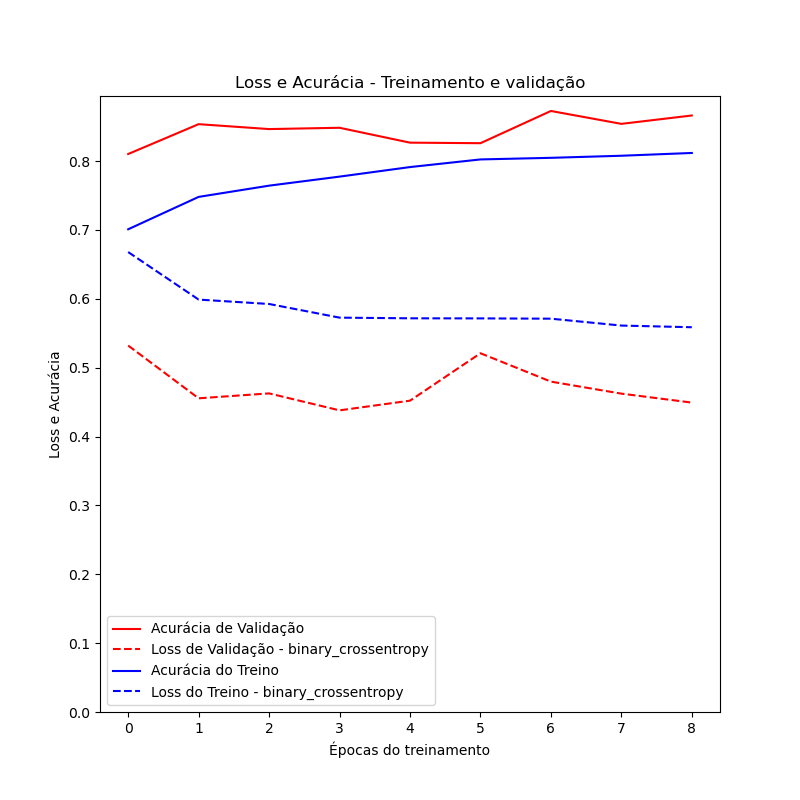 Loss e Acurácia - Treinamento e validação
Loss e Acurácia
0.8
0.7
0.6
0.5
0.4
0.3
0.2
0.1
0.0
Acurácia de Validação
Loss de Validação - binary_crossentropy
Acurácia do Treino
Loss do Treino - binary_crossentropy
0 1 2 3 4 5 6 7 8
Épocas do treinamento